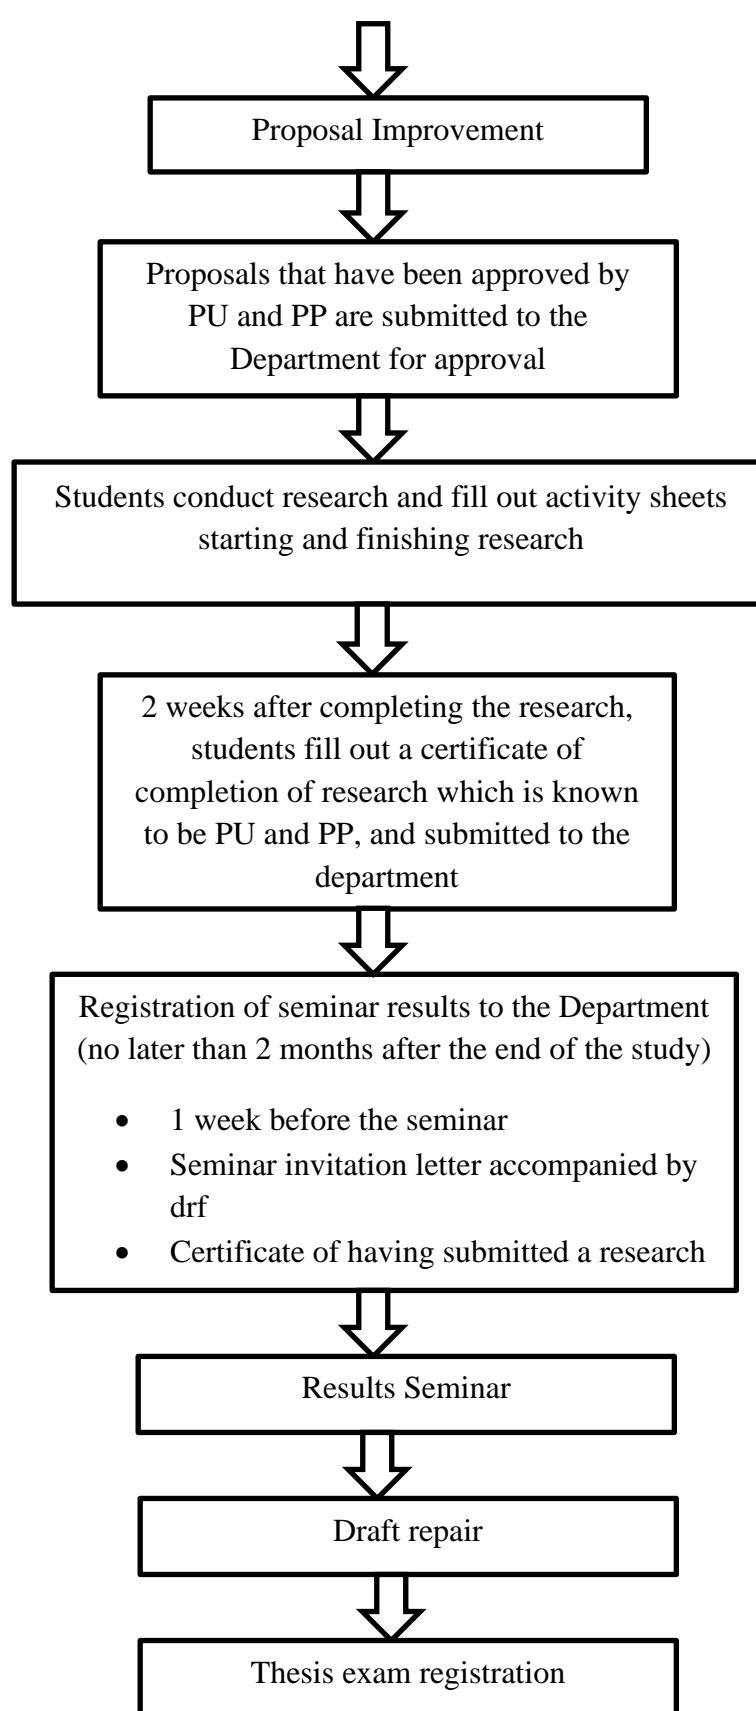 Proposal Improvement
Proposals that have been approved by
PU and PP are submitted to the
Department for approval
Students conduct research and fill out activity sheets
starting and finishing research
2 weeks after completing the research,
students fill out a certificate of
completion of research which is known
to be PU and PP, and submitted to the
department
Registration of seminar results to the Department
(no later than 2 months after the end of the study)
• 1 week before the seminar
• Seminar invitation letter accompanied by
drf
• Certificate of having submitted a research
Results Seminar
Draft repair
Thesis exam registration